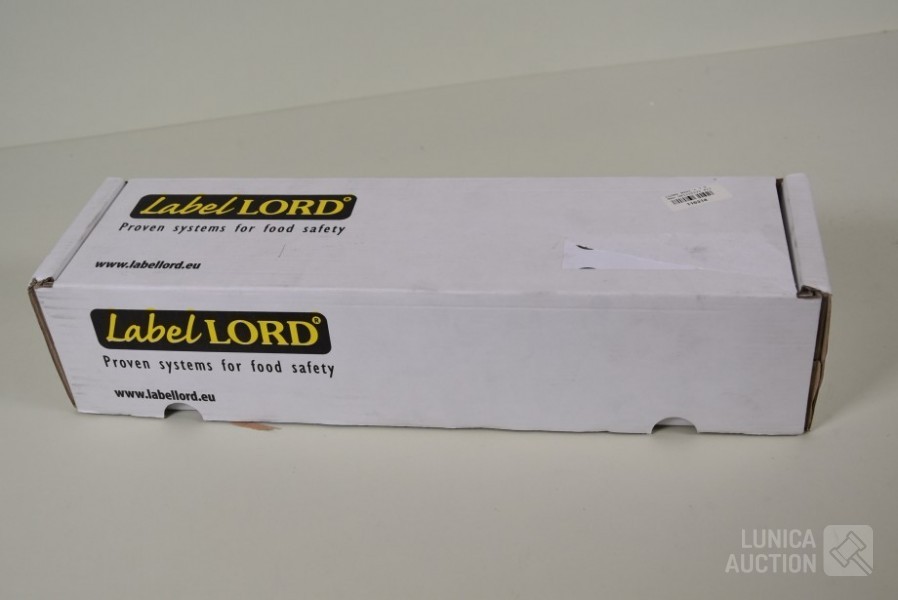 Label LORD®
Proven systems for food safety
www.labellord.eu
Label LORD®
Proven systems for food safety
www.labellord.eu
LUNICA
AUCTION